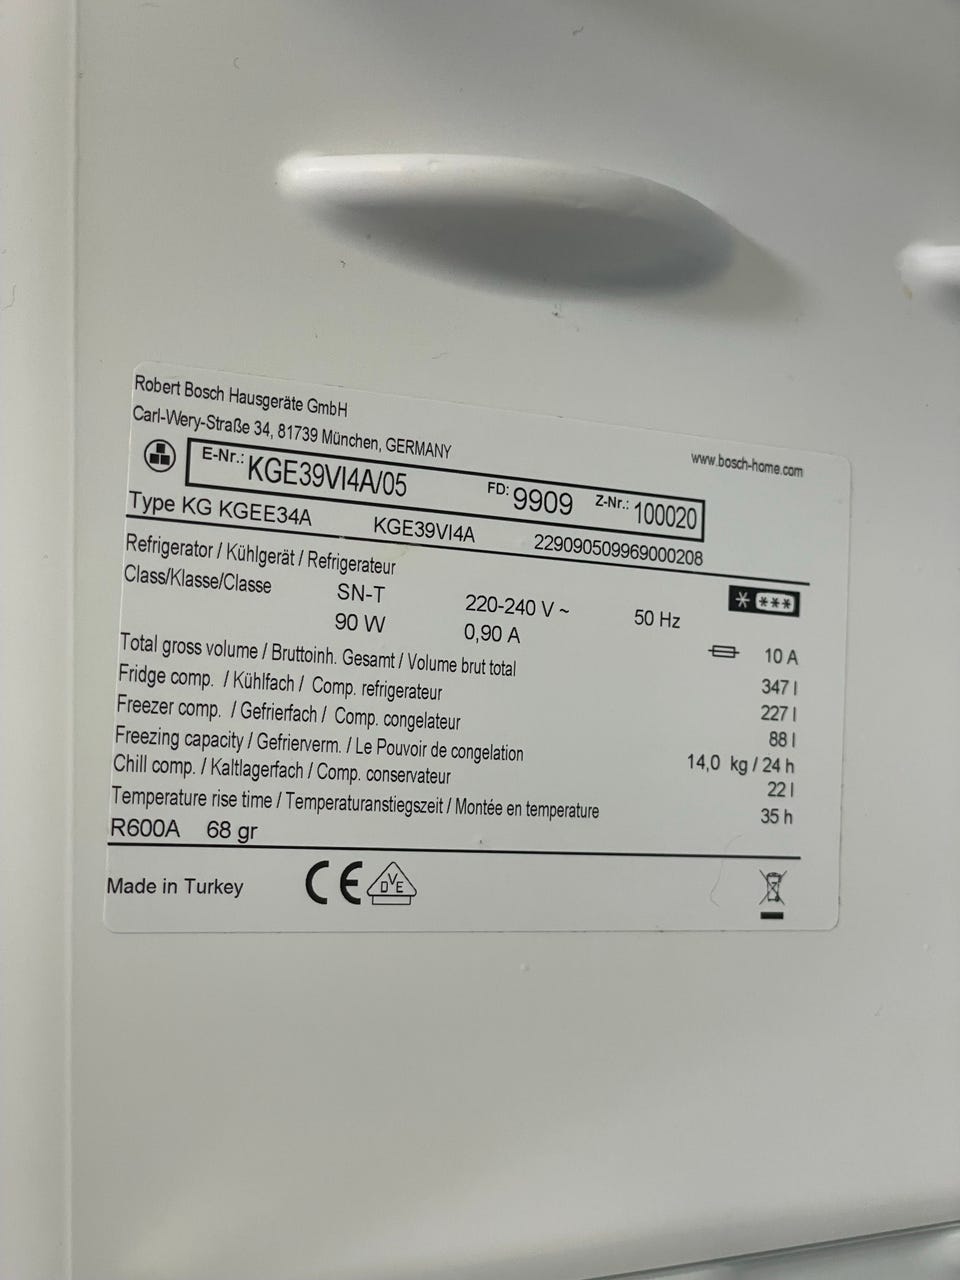 Robert Bosch Hausgeräte GmbH
Carl-Wery-Straße 34, 81739 München, GERMANY
www.bosch-home.com
E-Nr.: KGE39VI4A/05 FD: 9909 Z-Nr.: 100020
Type KG KGEE34A KGE39VI4A 229090509969000208
Refrigerator / Kühlgerät / Refrigerateur
Class/Klasse/Classe SN-T 220-240 V ~ 50 Hz * ***
90 W 0,90 A 10 A
Total gross volume / Bruttoinh. Gesamt / Volume brut total 347 l
Fridge comp. / Kühlfach / Comp. refrigerateur 227 l
Freezer comp. / Gefrierfach / Comp. congelateur 88 l
Freezing capacity / Gefrierverm. / Le Pouvoir de congelation 14,0 kg / 24 h
Chill comp. / Kaltlagerfach / Comp. conservateur 22 l
Temperature rise time / Temperaturanstiegszeit / Montée en temperature 35 h
R600A 68 gr
Made in Turkey CE DVE